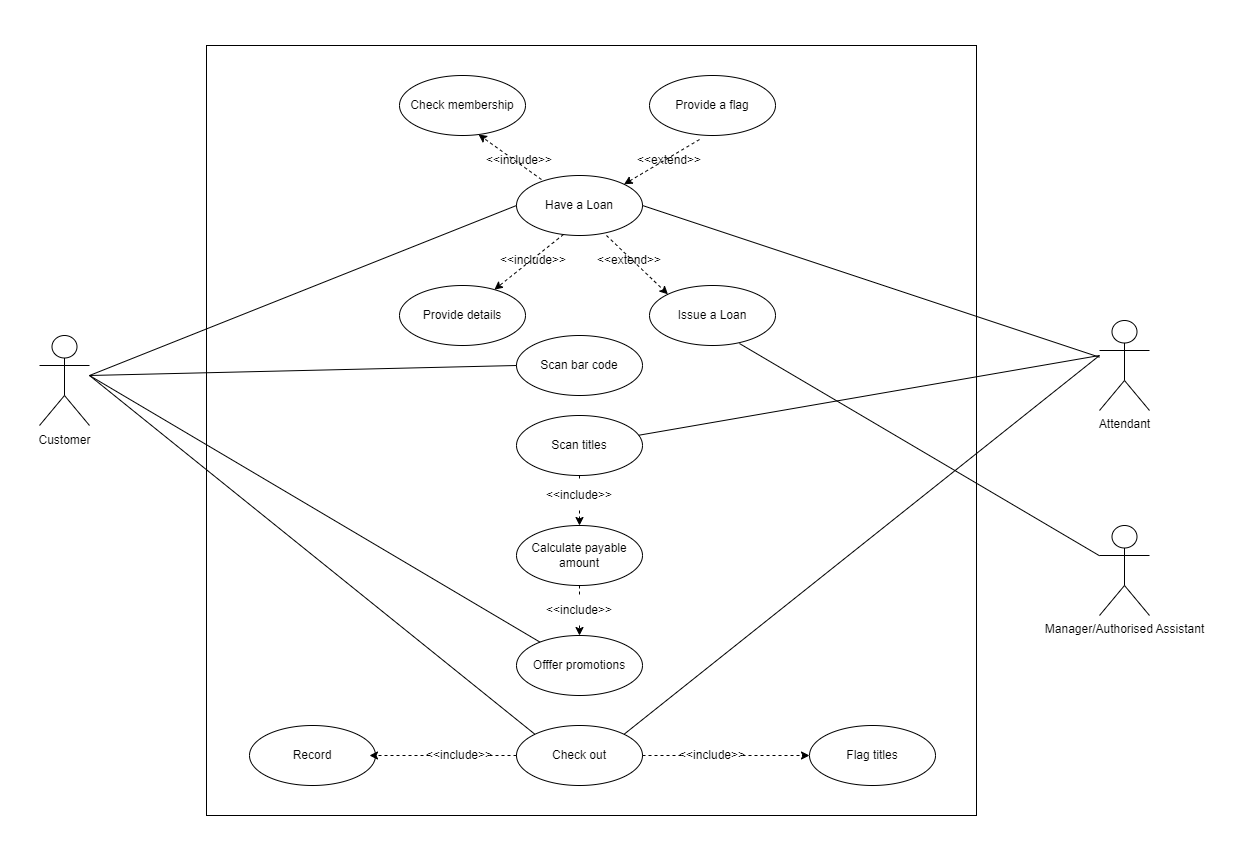 Check membership
Provide a flag
<<include>>
<<extend>>
Have a Loan
<<include>>
<<extend>>
Provide details
Issue a Loan
Scan bar code
Customer
Attendant
Scan titles
<<include>>
Calculate payable
amount
<<include>>
Manager/Authorised Assistant
Offfer promotions
Record
<<include>>
Check out
<<include>>
Flag titles